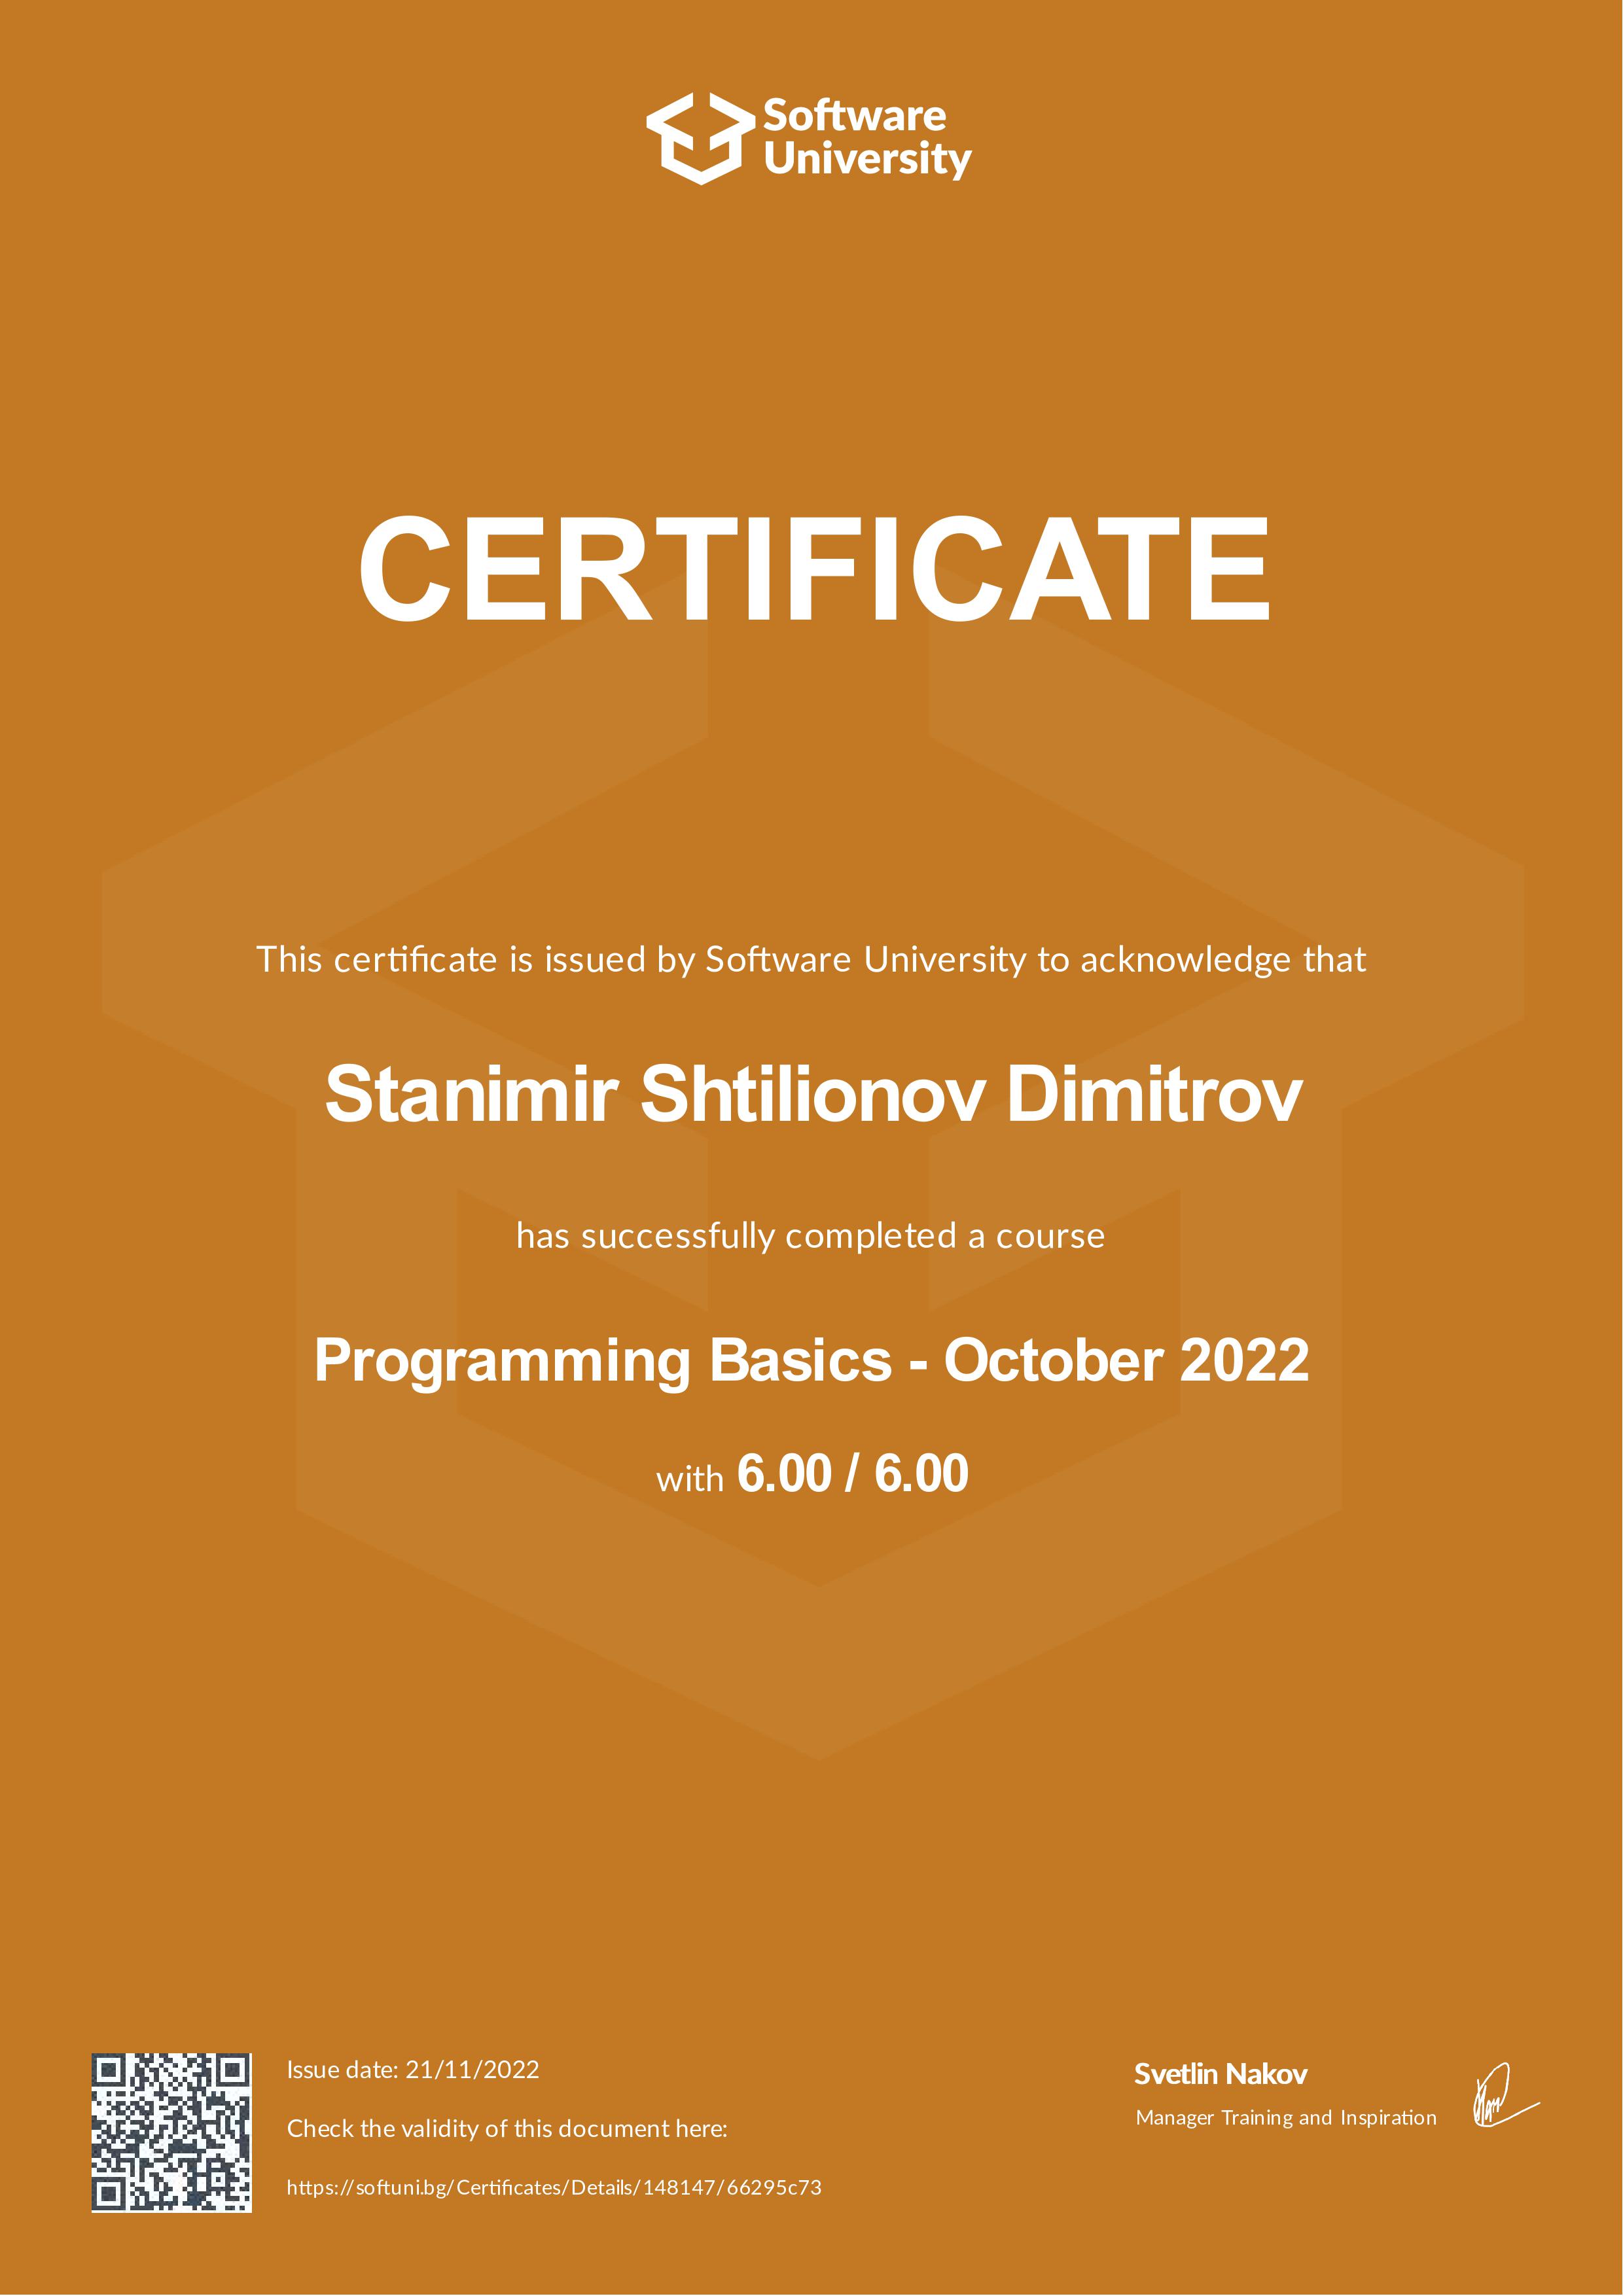 Software
University
CERTIFICATE
This certificate is issued by Software University to acknowledge that
Stanimir Shtilionov Dimitrov
has successfully completed a course
Programming Basics - October 2022
with 6.00 / 6.00
Issue date: 21/11/2022
Check the validity of this document here:
https://softuni.bg/Certificates/Details/148147/66295c73
Svetlin Nakov
Manager Training and Inspiration